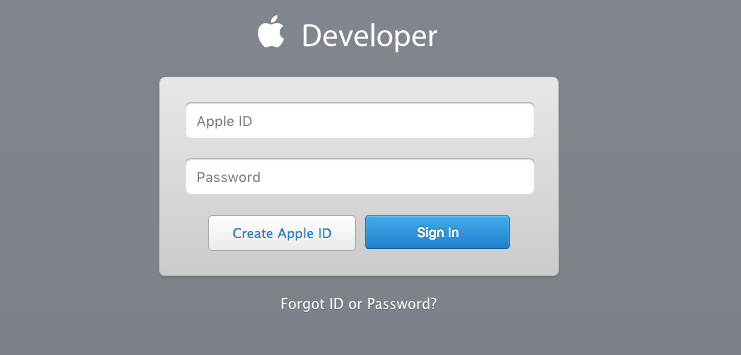 Developer
Apple ID
Password
Create Apple ID Sign In
Forgot ID or Password?